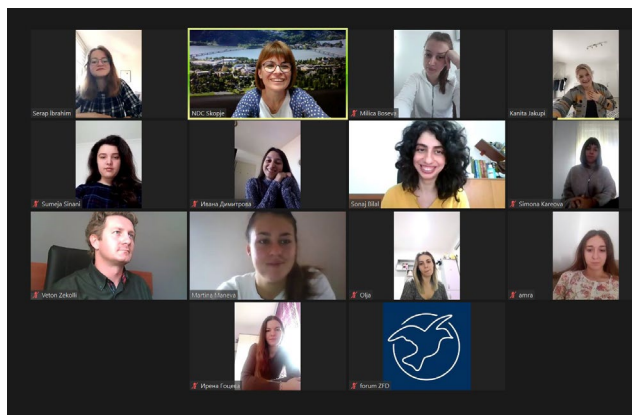 Serap Ibrahim
NDC Skopje
Milica Boseva
Kanita Jakupi
Sumeja Sinani
Ивана Димитрова
Sonaj Bilal
Simona Kareova
Veton Zekolli
Martina Maneva
Olja
amra
Ирена Гоцева
forum ZFD